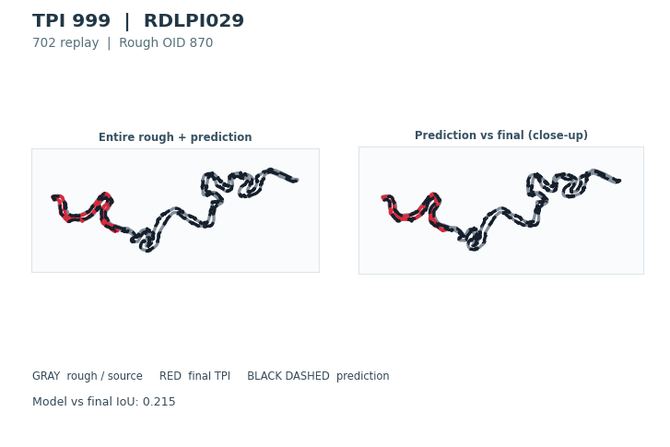 TPI 999 | RDLPI029
702 replay | Rough OID 870
Entire rough + prediction
Prediction vs final (close-up)
GRAY rough / source RED final TPI BLACK DASHED prediction
Model vs final IoU: 0.215